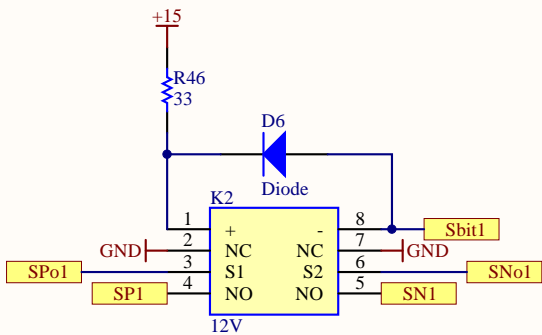 +15
R46
33
D6
Diode
K2
1 + - 8 Sbit1
GND 2 NC NC 7 GND
SPo1 3 S1 S2 6 SNo1
SP1 4 NO NO 5 SN1
12V